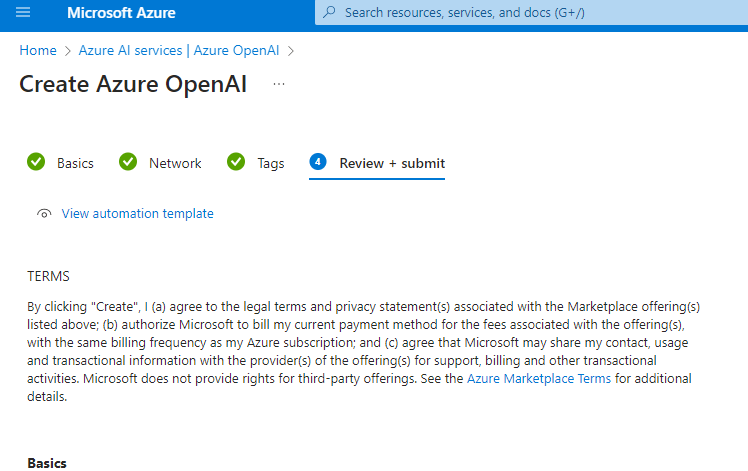 Microsoft Azure
Search resources, services, and docs (G+/)
Home > Azure AI services | Azure OpenAI >
Create Azure OpenAI ...
Basics Network Tags 4 Review + submit
View automation template
TERMS
By clicking "Create", I (a) agree to the legal terms and privacy statement(s) associated with the Marketplace offering(s)
listed above; (b) authorize Microsoft to bill my current payment method for the fees associated with the offering(s),
with the same billing frequency as my Azure subscription; and (c) agree that Microsoft may share my contact, usage
and transactional information with the provider(s) of the offering(s) for support, billing and other transactional
activities. Microsoft does not provide rights for third-party offerings. See the Azure Marketplace Terms for additional
details.
Basics